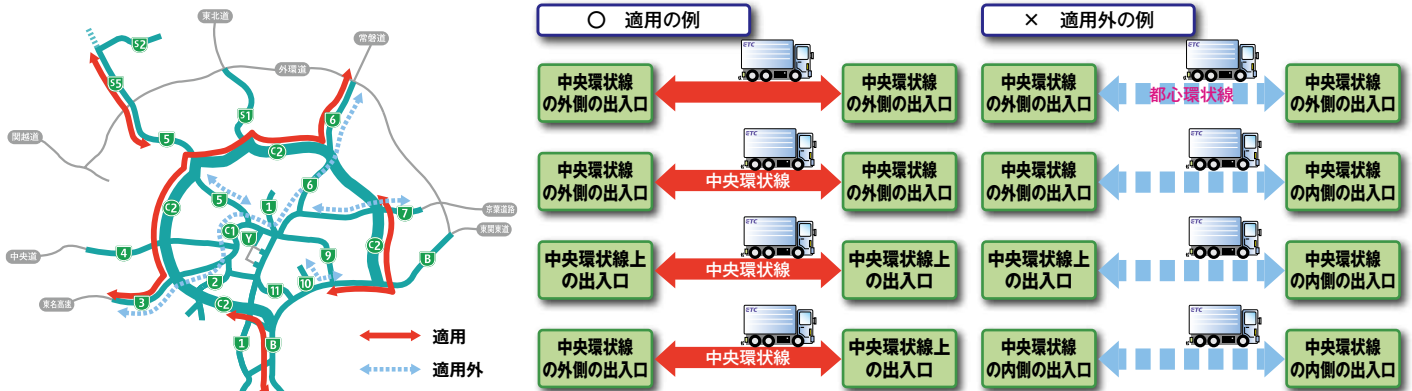 東北道
常磐道
外環道
関越道
中央道
東名高速
京葉道路
東関東道
S2
S5
5
S1
6
C2
C2
5
1
6
7
C1
Y
C2
4
9
B
2
10
11
3
C2
1
B
適用
適用外
○ 適用の例
ETC
中央環状線
の外側の出入口
中央環状線
の外側の出入口
ETC
中央環状線
の外側の出入口
中央環状線
中央環状線
の外側の出入口
ETC
中央環状線上
の出入口
中央環状線
中央環状線上
の出入口
ETC
中央環状線
の外側の出入口
中央環状線
中央環状線上
の出入口
× 適用外の例
ETC
中央環状線
の外側の出入口
都心環状線
中央環状線
の外側の出入口
ETC
中央環状線
の外側の出入口
中央環状線
の内側の出入口
ETC
中央環状線上
の出入口
中央環状線
の内側の出入口
ETC
中央環状線
の内側の出入口
中央環状線
の内側の出入口